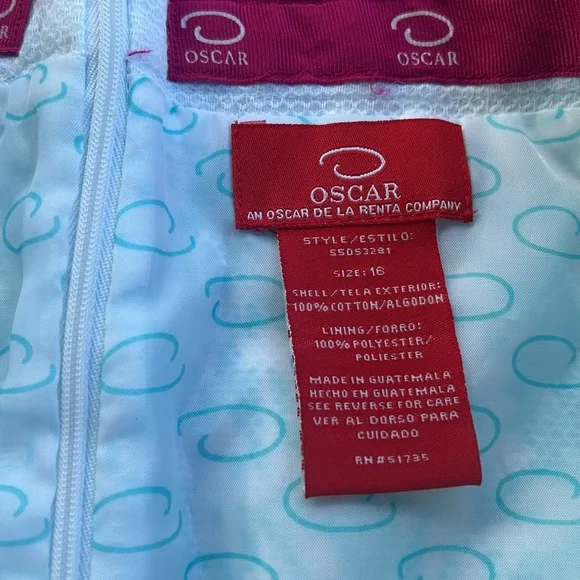 OSCAR
OSCAR
OSCAR
OSCAR
AN OSCAR DE LA RENTA COMPANY
STYLE/ESTILO:
55053281
SIZE: 16
SHELL/TELA EXTERIOR:
100%COTTON/ALGODON
LINING/FORRO:
100%POLYESTER/
POLIESTER
MADE IN GUATEMALA
HECHO EN GUATEMALA
SEE REVERSE FOR CARE
VER AL DORSO PARA
CUIDADO
RN#51735